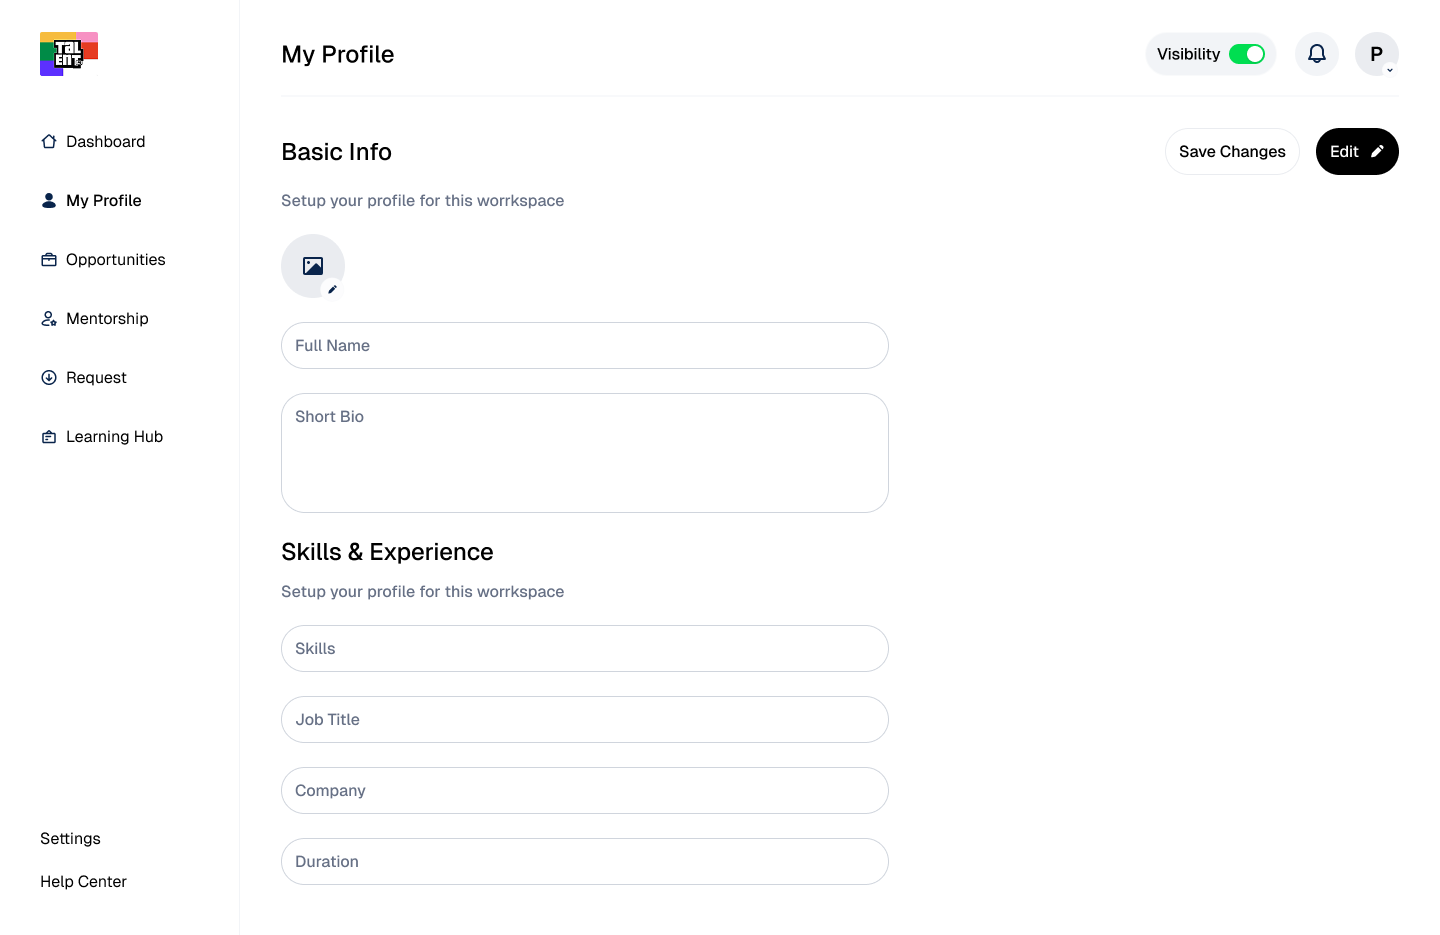 TaL
ENT
Dashboard
My Profile
Opportunities
Mentorship
Request
Learning Hub
Settings
Help Center
My Profile
Visibility
P
Basic Info
Save Changes
Edit
Setup your profile for this worrkspace
Full Name
Short Bio
Skills & Experience
Setup your profile for this worrkspace
Skills
Job Title
Company
Duration